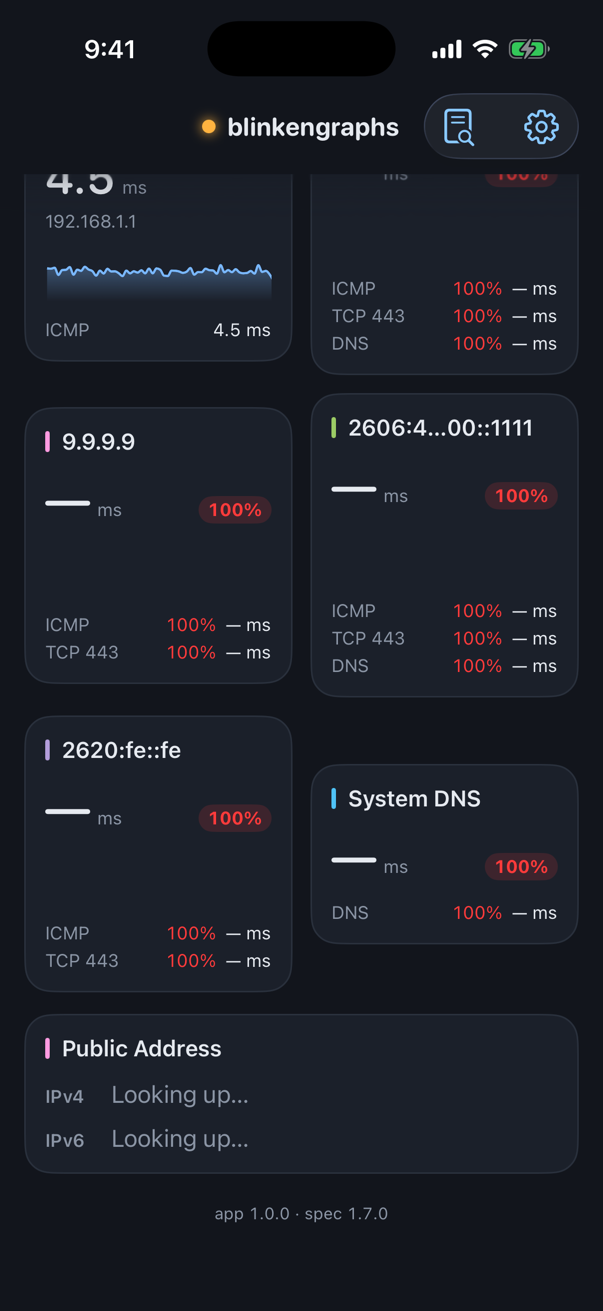 9:41
blinkengraphs
4.5 ms
192.168.1.1
ICMP 4.5 ms
ms 100%
ICMP 100% — ms
TCP 443 100% — ms
DNS 100% — ms
9.9.9.9
— ms 100%
ICMP 100% — ms
TCP 443 100% — ms
2606:4...00::1111
— ms 100%
ICMP 100% — ms
TCP 443 100% — ms
DNS 100% — ms
2620:fe::fe
— ms 100%
ICMP 100% — ms
TCP 443 100% — ms
System DNS
— ms 100%
DNS 100% — ms
Public Address
IPv4 Looking up...
IPv6 Looking up...
app 1.0.0 · spec 1.7.0